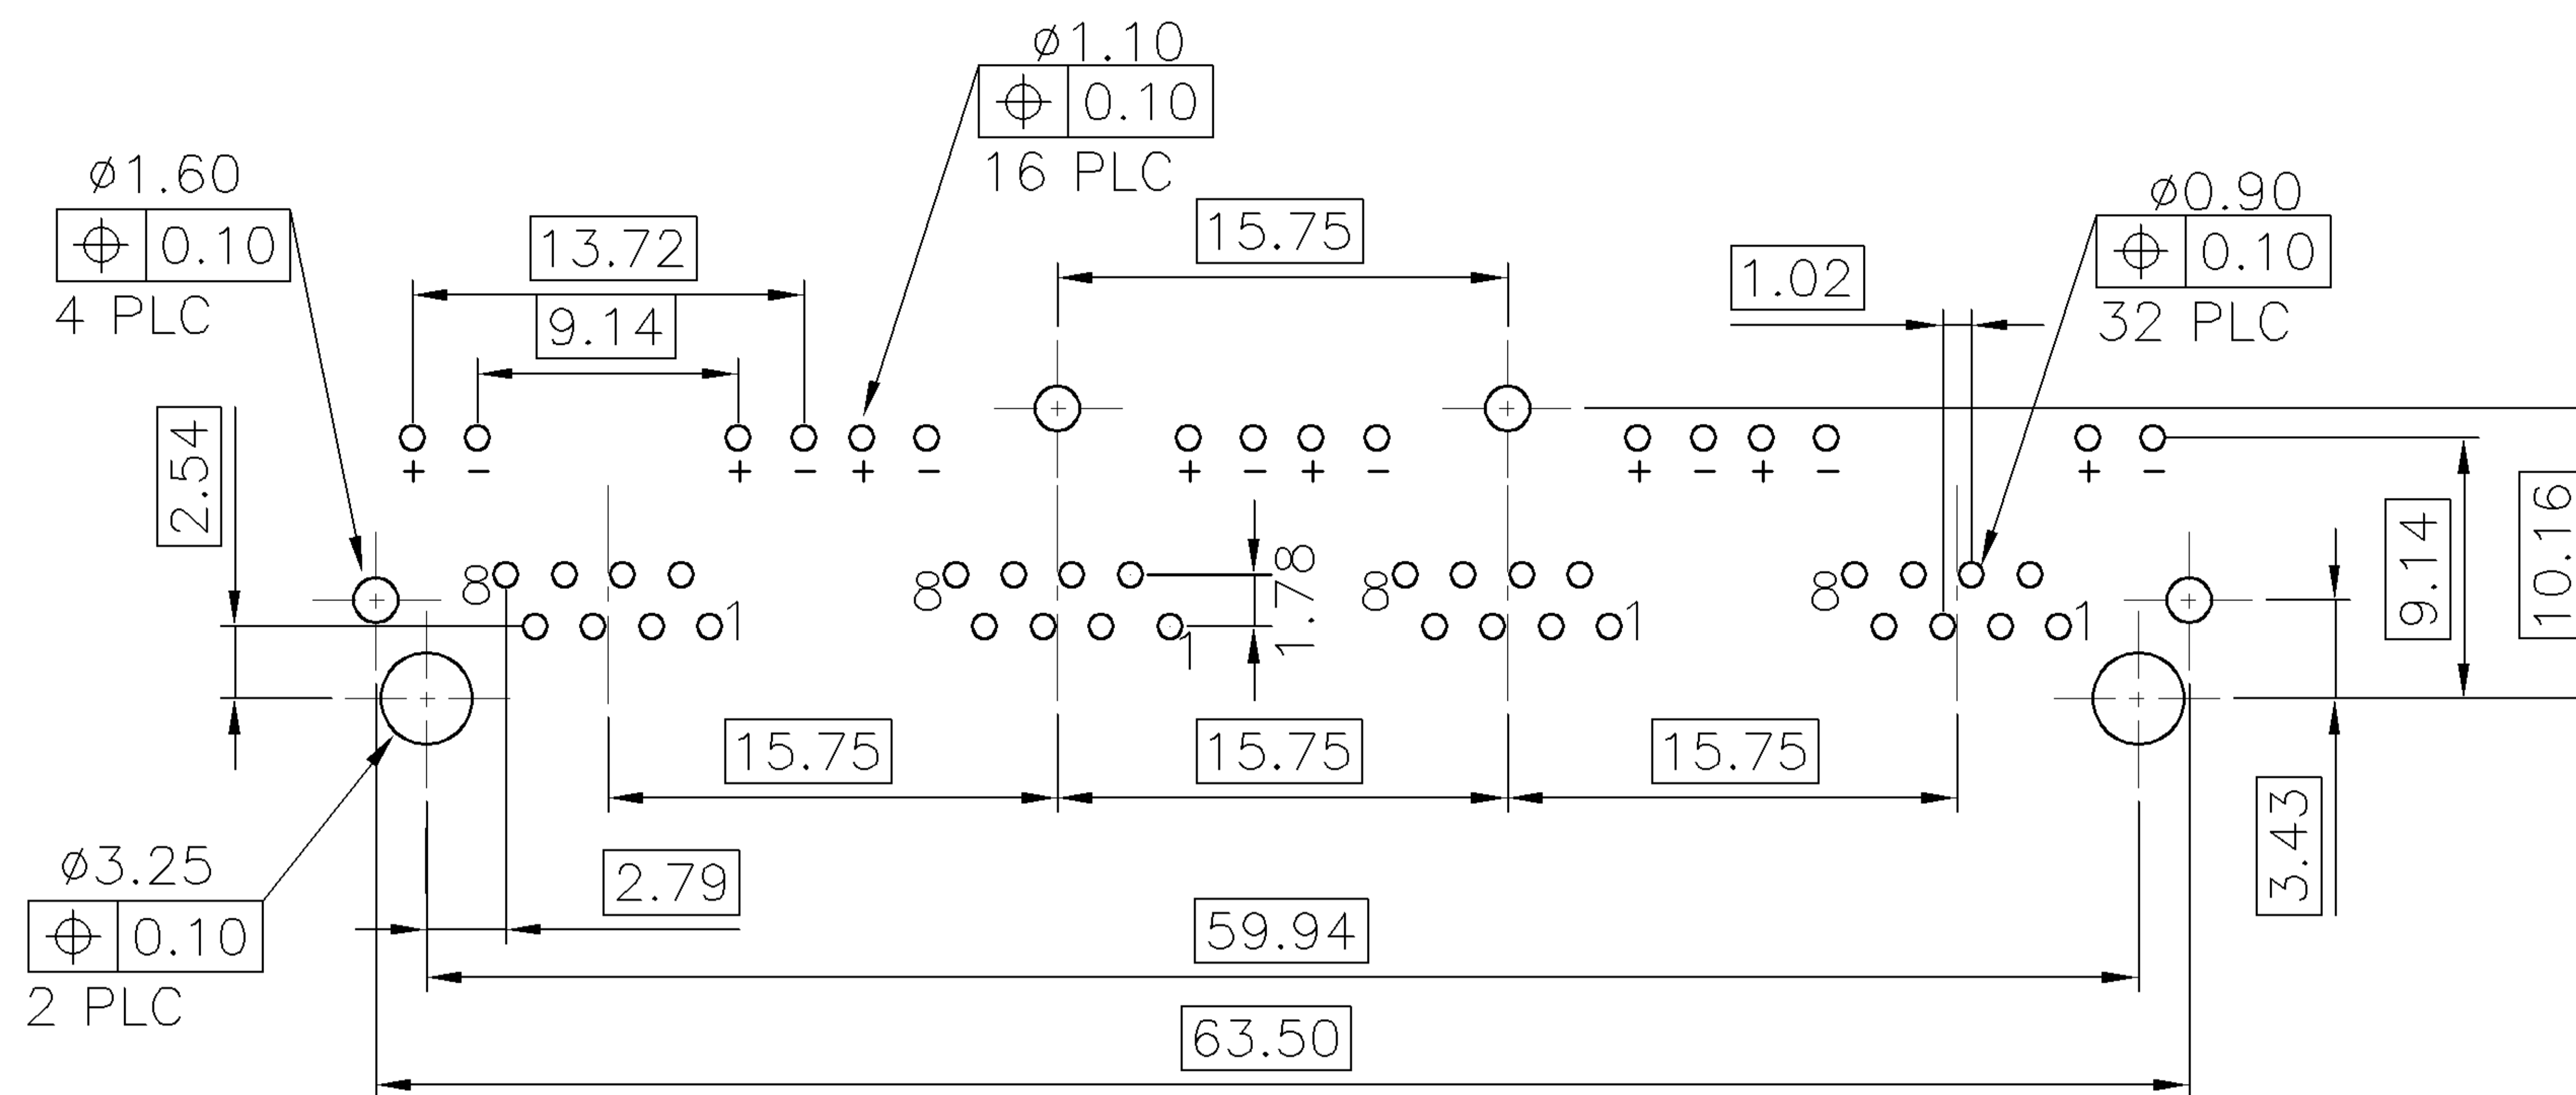 ø1.10
⌖ 0.10
16 PLC
ø1.60
⌖ 0.10
4 PLC
ø0.90
⌖ 0.10
32 PLC
15.75
13.72
9.14
1.02
2.54
+ − + − + − + − + − + − + − + −
9.14
10.16
8 8 8 8
1 1 1 1
1.78
15.75 15.75 15.75
3.43
ø3.25
⌖ 0.10
2 PLC
2.79
59.94
63.50